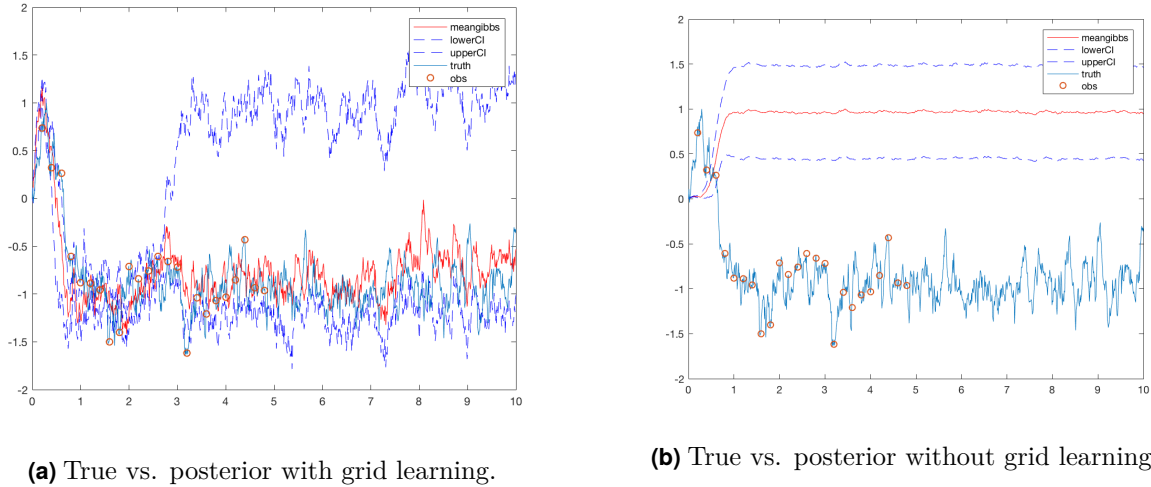 2
1.5
1
0.5
0
-0.5
-1
-1.5
-2
0 1 2 3 4 5 6 7 8 9 10
meangibbs
lowerCI
upperCI
truth
obs
(a) True vs. posterior with grid learning.
2
1.5
1
0.5
0
-0.5
-1
-1.5
-2
0 1 2 3 4 5 6 7 8 9 10
meangibbs
lowerCI
upperCI
truth
obs
(b) True vs. posterior without grid learning